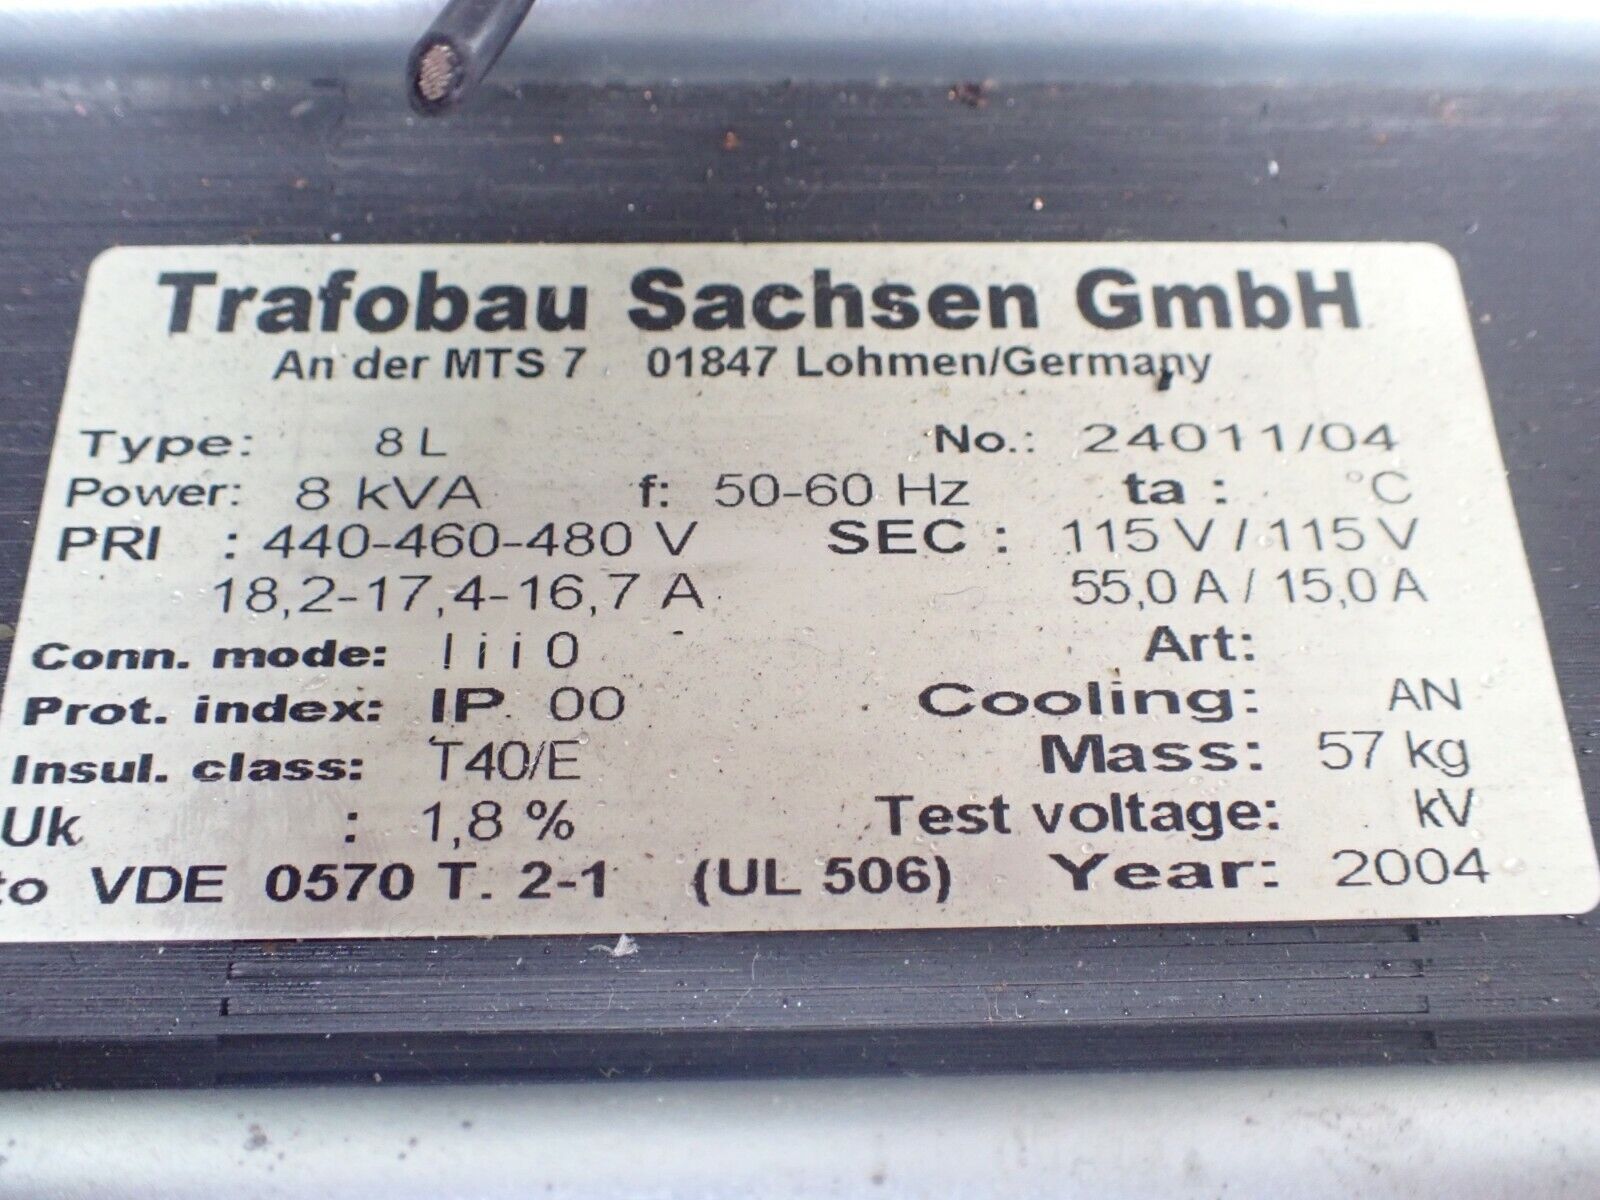 Trafobau Sachsen GmbH
An der MTS 7 01847 Lohmen/Germany
Type: 8 L No.: 24011/04
Power: 8 kVA f: 50-60 Hz ta : °C
PRI : 440-460-480 V SEC : 115 V / 115 V
18,2-17,4-16,7 A 55,0 A / 15,0 A
Conn. mode: I i i 0 Art:
Prot. index: IP 00 Cooling: AN
Insul. class: T40/E Mass: 57 kg
Uk : 1,8 % Test voltage: kV
to VDE 0570 T. 2-1 (UL 506) Year: 2004